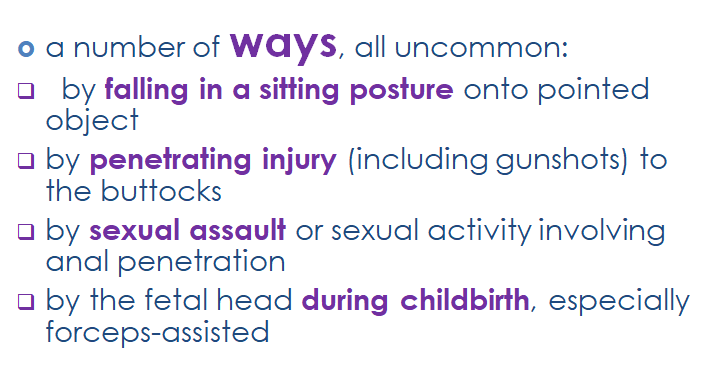 a number of ways, all uncommon:
by falling in a sitting posture onto pointed
object
by penetrating injury (including gunshots) to
the buttocks
by sexual assault or sexual activity involving
anal penetration
by the fetal head during childbirth, especially
forceps-assisted